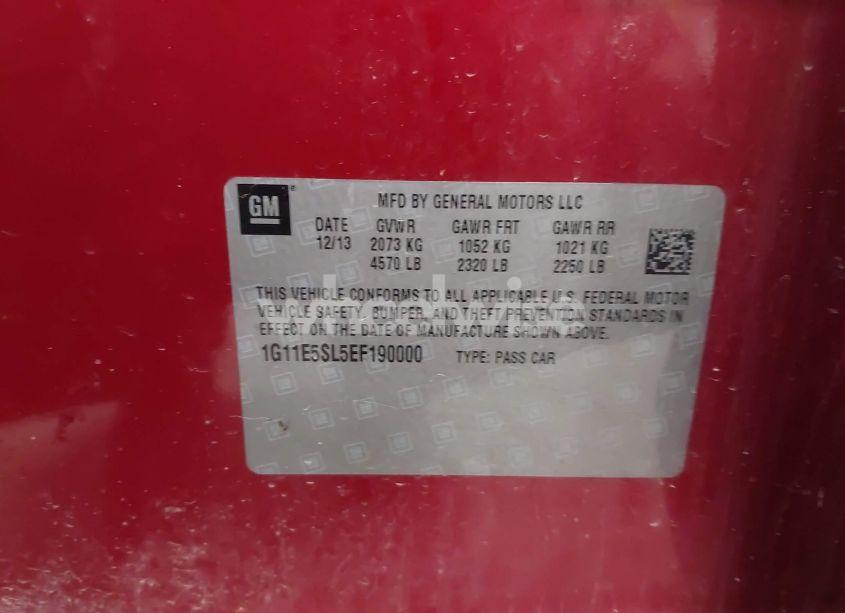 GM ® MFD BY GENERAL MOTORS LLC
DATE GVWR GAWR FRT GAWR RR
12/13 2073 KG 1052 KG 1021 KG
4570 LB 2320 LB 2250 LB
THIS VEHICLE CONFORMS TO ALL APPLICABLE U.S. FEDERAL MOTOR
VEHICLE SAFETY, BUMPER, AND THEFT PREVENTION STANDARDS IN
EFFECT ON THE DATE OF MANUFACTURE SHOWN ABOVE.
1G11E5SL5EF190000 TYPE: PASS CAR